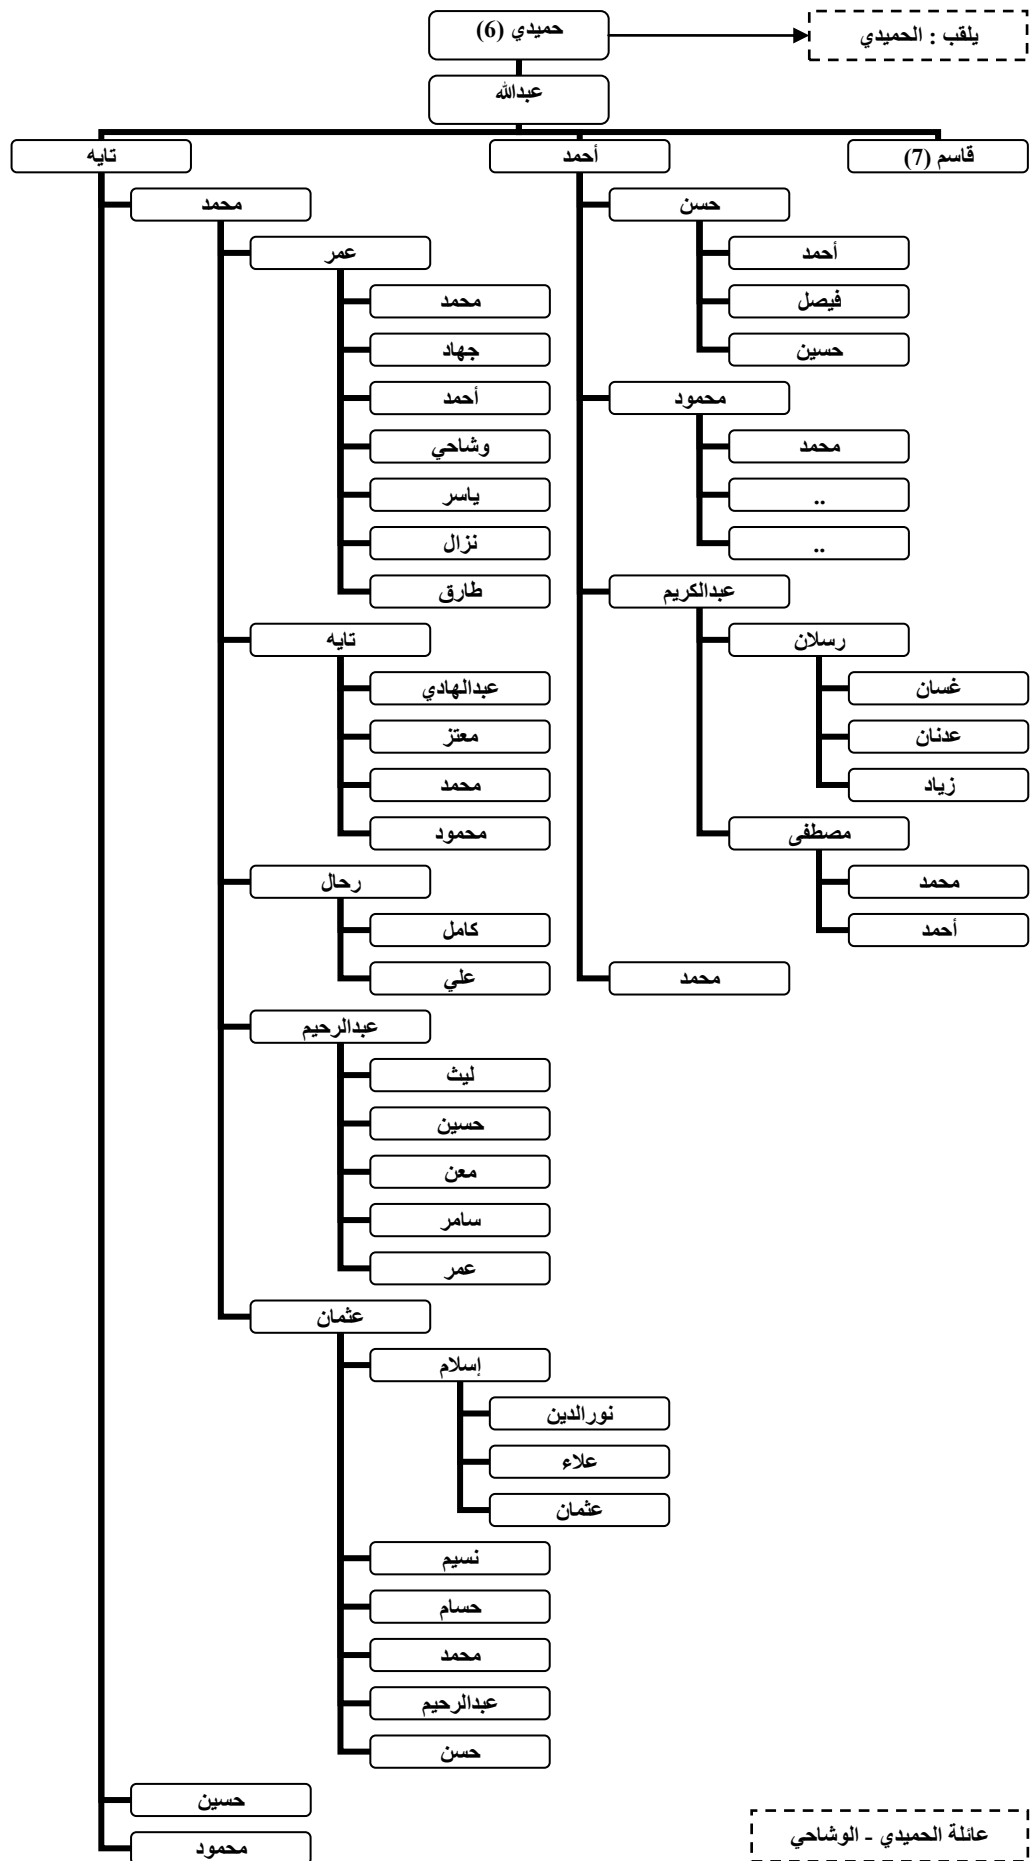 حميدي (6)
يلقب : الحميدي
عبدالله
قاسم (7)
أحمد
حسن
أحمد
فيصل
حسين
محمود
محمد
..
..
عبدالكريم
رسلان
غسان
عدنان
زياد
مصطفى
محمد
أحمد
محمد
تايه
محمد
عمر
محمد
جهاد
أحمد
وشاحي
ياسر
نزال
طارق
تايه
عبدالهادي
معتز
محمد
محمود
رحال
كامل
علي
عبدالرحيم
ليث
حسين
معن
سامر
عمر
عثمان
إسلام
نورالدين
علاء
عثمان
نسيم
حسام
محمد
عبدالرحيم
حسن
حسين
محمود
عائلة الحميدي - الوشاحي